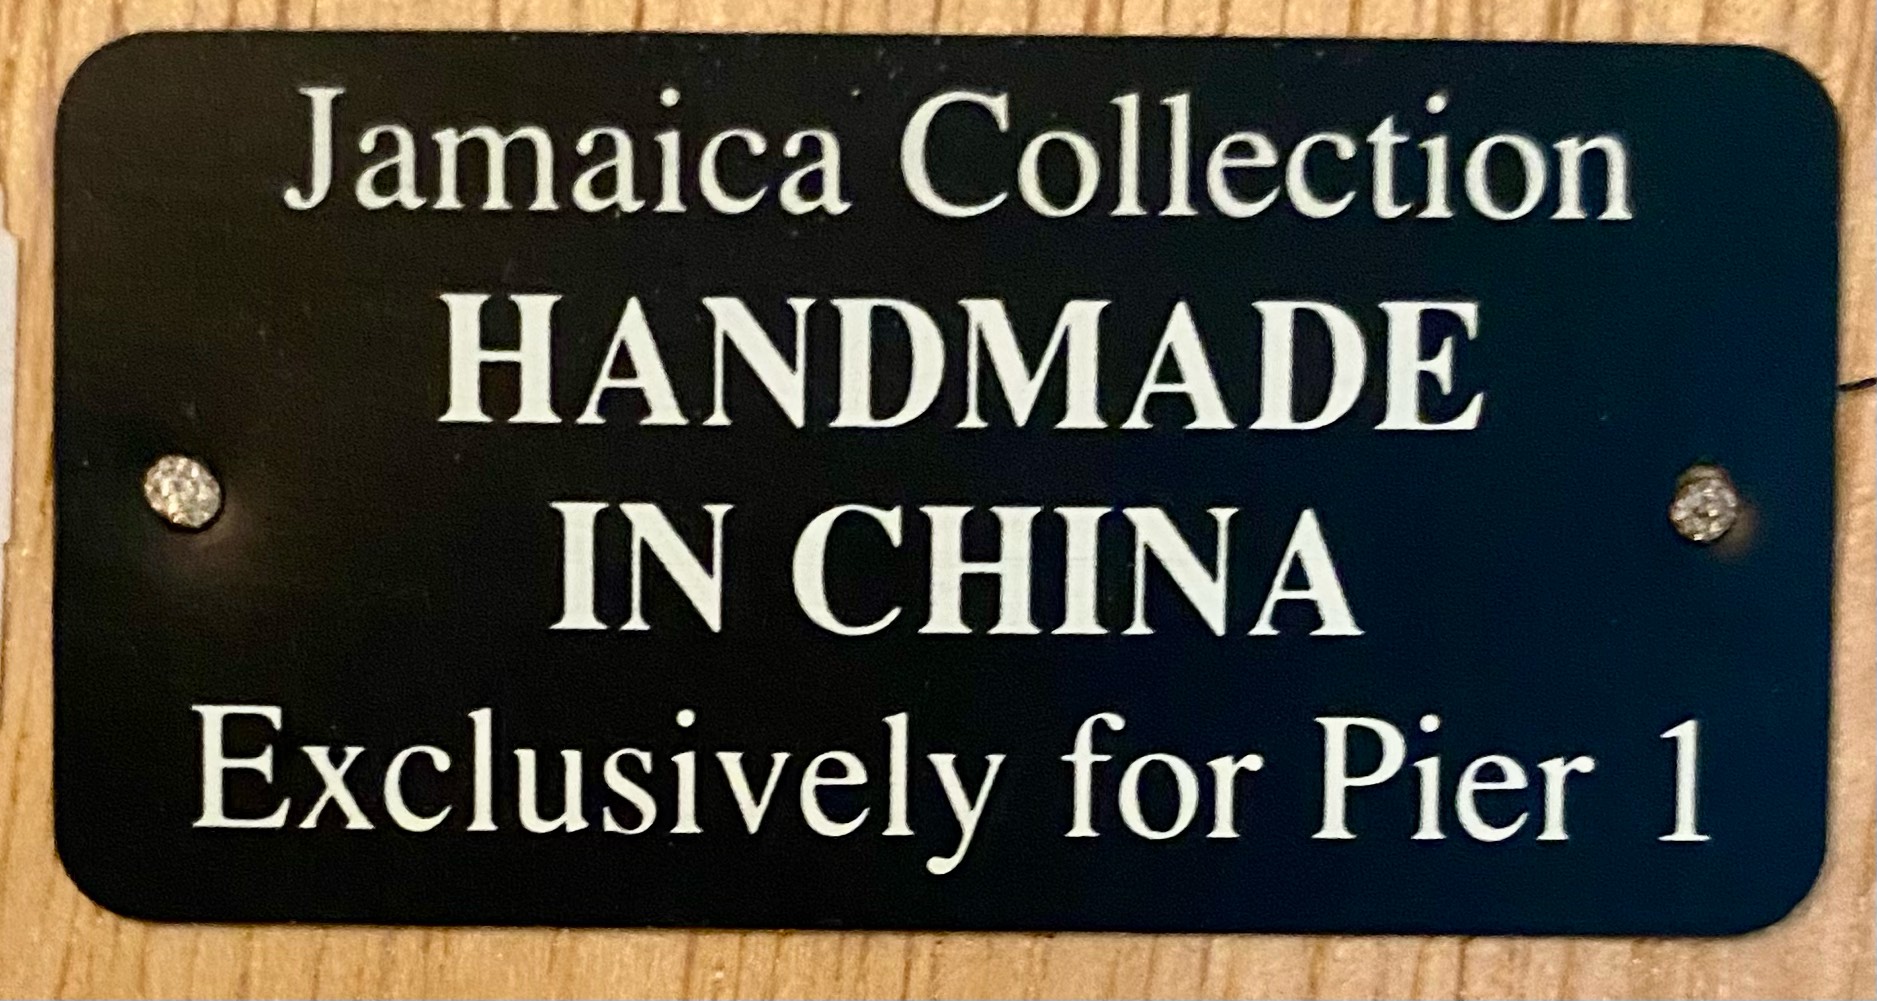 Jamaica Collection
HANDMADE
IN CHINA
Exclusively for Pier 1